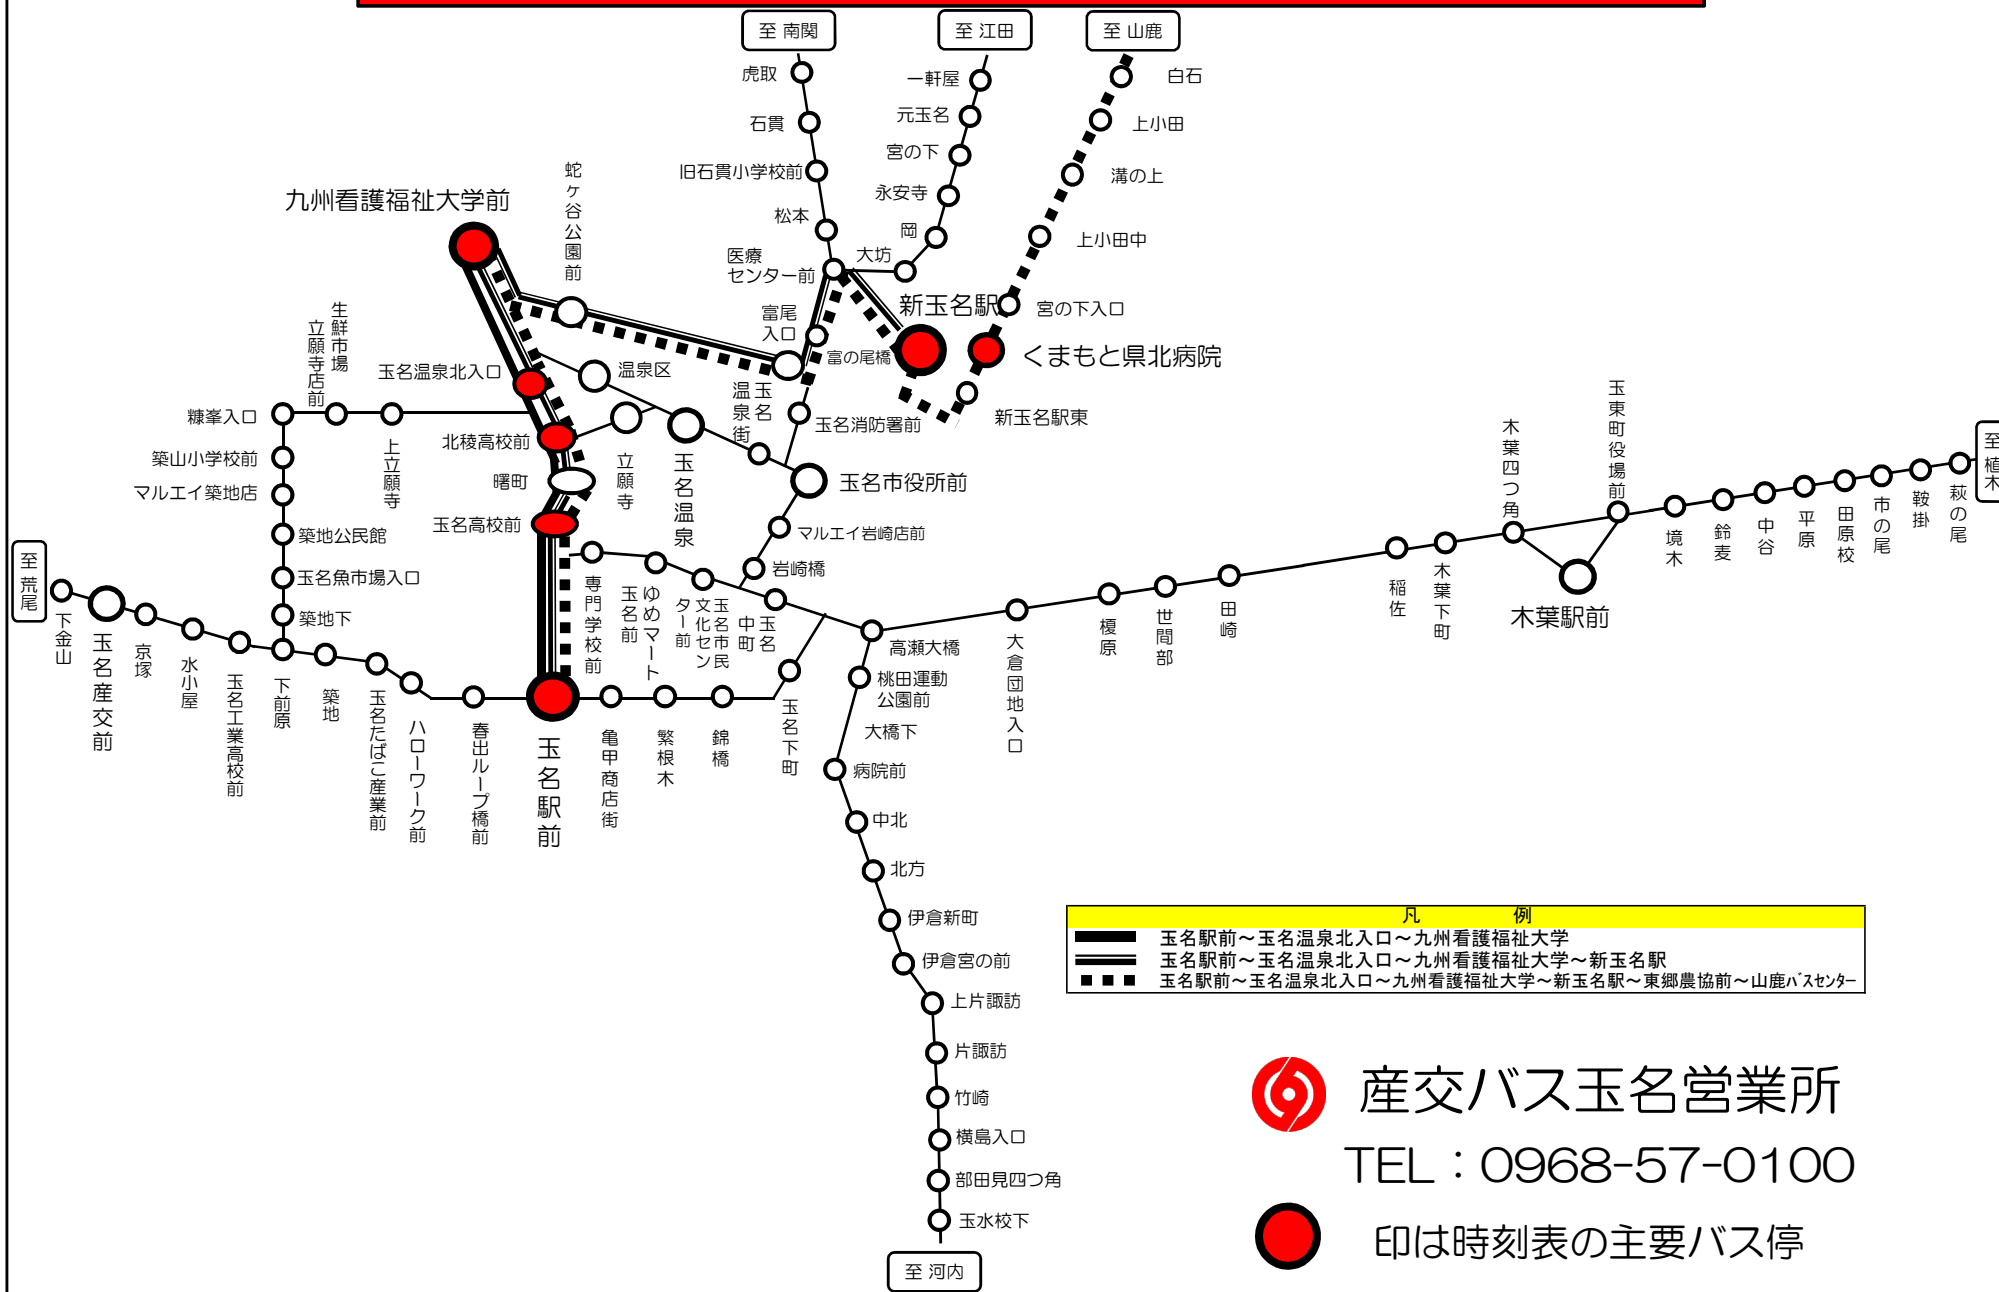 至 南関
至 江田
至 山鹿
虎取
一軒屋
白石
石貫
元玉名
上小田
旧石貫小学校前
宮の下
溝の上
松本
永安寺
上小田中
岡
大坊
医療
センター前
九州看護福祉大学前
蛇ヶ谷公園前
富尾
入口
新玉名駅
宮の下入口
富の尾橋
くまもと県北病院
新玉名駅東
生鮮市場
立願寺店前
玉名温泉北入口
温泉区
玉名
温泉街
玉名消防署前
糠峯入口
上立願寺
北稜高校前
立願寺
玉名温泉
玉名市役所前
築山小学校前
マルエイ築地店
曙町
築地公民館
玉名高校前
マルエイ岩崎店前
玉名魚市場入口
岩崎橋
築地下
専門学校前
ゆめマート
玉名前
玉名市民
文化セン
ター前
玉名
中町
至 荒尾
下金山
玉名産交前
京塚
水小屋
玉名工業高校前
下前原
築地
玉名たばこ産業前
ハローワーク前
春出ループ橋前
玉名駅前
亀甲商店街
繁根木
錦橋
玉名下町
高瀬大橋
大倉団地入口
榎原
世間部
田崎
稲佐
木葉下町
木葉四つ角
木葉駅前
玉東町役場前
境木
鈴麦
中谷
平原
田原校
市の尾
鞍掛
萩の尾
至 植木
桃田運動
公園前
大橋下
病院前
中北
北方
伊倉新町
伊倉宮の前
上片諏訪
片諏訪
竹崎
横島入口
部田見四つ角
玉水校下
至 河内
凡 例
玉名駅前～玉名温泉北入口～九州看護福祉大学
玉名駅前～玉名温泉北入口～九州看護福祉大学～新玉名駅
玉名駅前～玉名温泉北入口～九州看護福祉大学～新玉名駅～東郷農協前～山鹿バスセンター
産交バス玉名営業所
TEL：0968-57-0100
印は時刻表の主要バス停